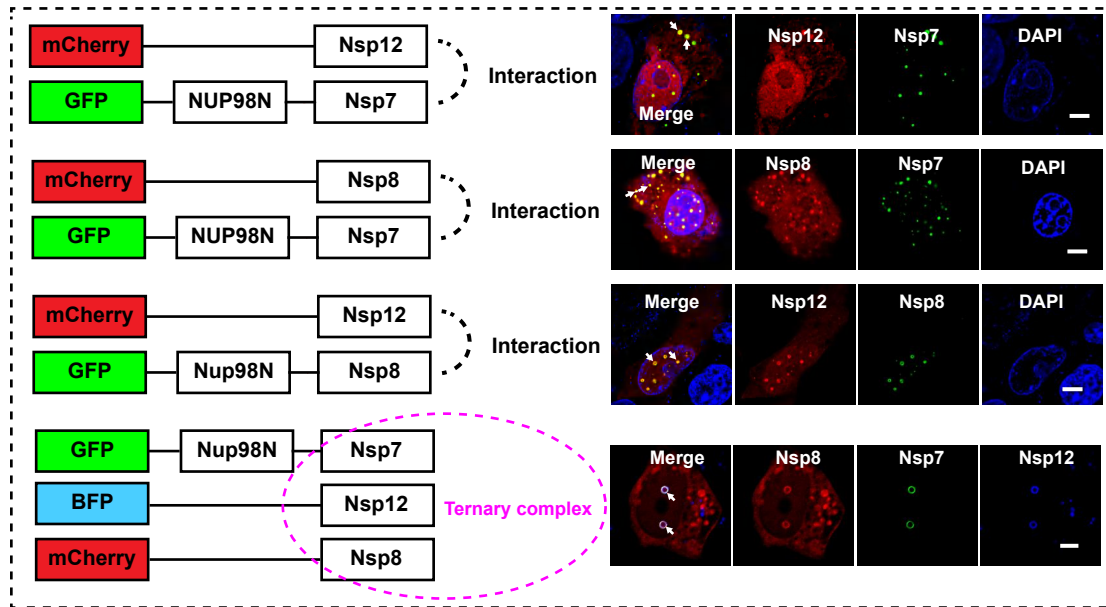 mCherry Nsp12
GFP NUP98N Nsp7
Interaction
Merge Nsp12 Nsp7 DAPI
mCherry Nsp8
GFP NUP98N Nsp7
Interaction
Merge Nsp8 Nsp7 DAPI
mCherry Nsp12
GFP Nup98N Nsp8
Interaction
Merge Nsp12 Nsp8 DAPI
GFP Nup98N Nsp7
BFP Nsp12
mCherry Nsp8
Ternary complex
Merge Nsp8 Nsp7 Nsp12